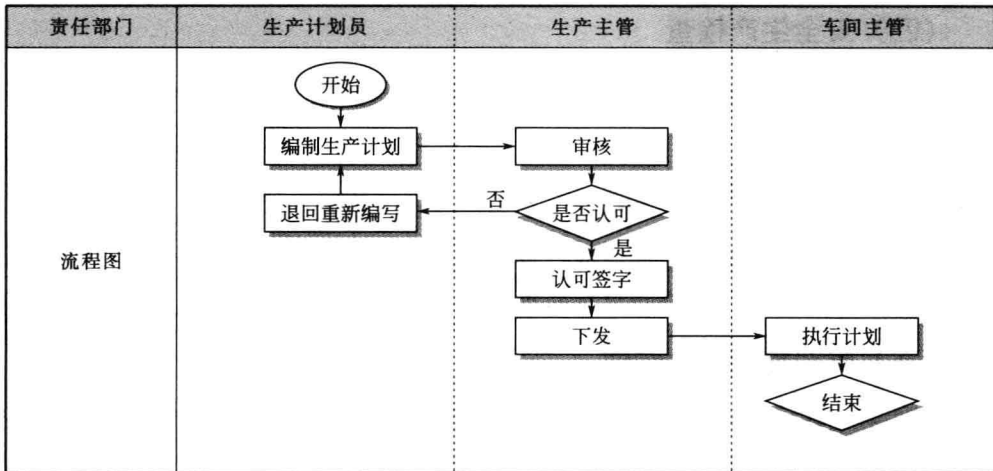 责任部门 生产计划员 生产主管 车间主管
开始
编制生产计划 审核
退回重新编写 否 是否认可
是
流程图 认可签字
下发 执行计划
结束